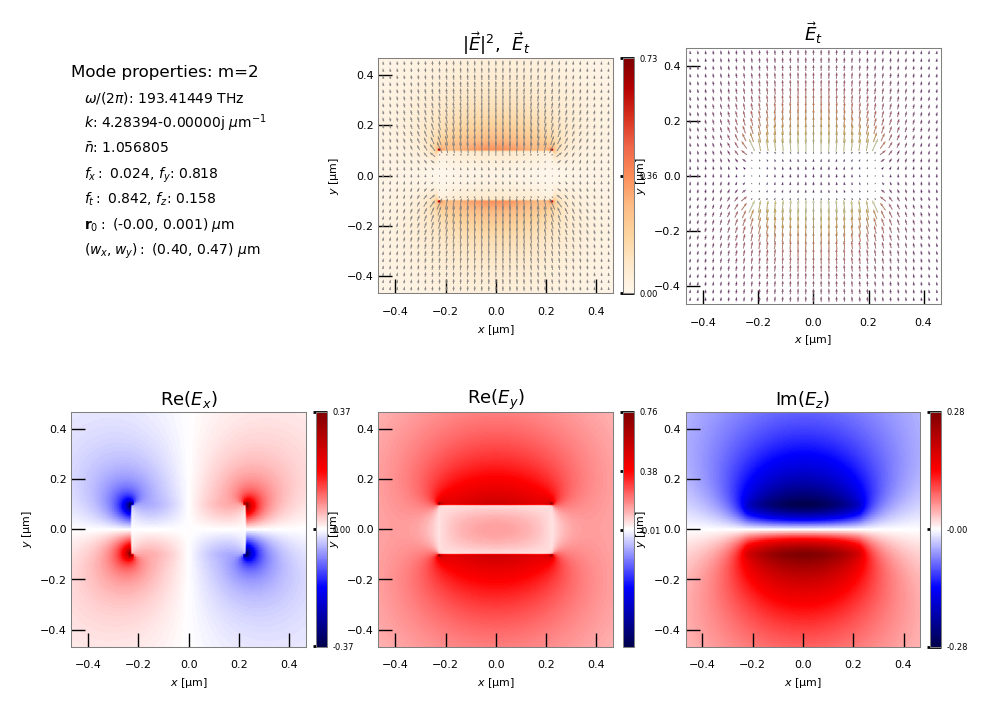 Mode properties: m=2
ω/(2π): 193.41449 THz
k: 4.28394-0.00000j μm⁻¹
n̄: 1.056805
fₓ : 0.024, f_y: 0.818
f_t : 0.842, f_z: 0.158
r₀ : (-0.00, 0.001) μm
(wₓ, w_y) : (0.40, 0.47) μm
|E⃗|², E⃗_t
0.4
0.2
0.0
−0.2
−0.4
y [μm]
−0.4 −0.2 0.0 0.2 0.4
x [μm]
0.73
0.36
0.00
E⃗_t
0.4
0.2
0.0
−0.2
−0.4
y [μm]
−0.4 −0.2 0.0 0.2 0.4
x [μm]
Re(Eₓ)
0.4
0.2
0.0
−0.2
−0.4
y [μm]
−0.4 −0.2 0.0 0.2 0.4
x [μm]
0.37
0.00
-0.37
Re(E_y)
0.4
0.2
0.0
−0.2
−0.4
y [μm]
−0.4 −0.2 0.0 0.2 0.4
x [μm]
0.76
0.38
0.01
Im(E_z)
0.4
0.2
0.0
−0.2
−0.4
y [μm]
−0.4 −0.2 0.0 0.2 0.4
x [μm]
0.28
-0.00
-0.28